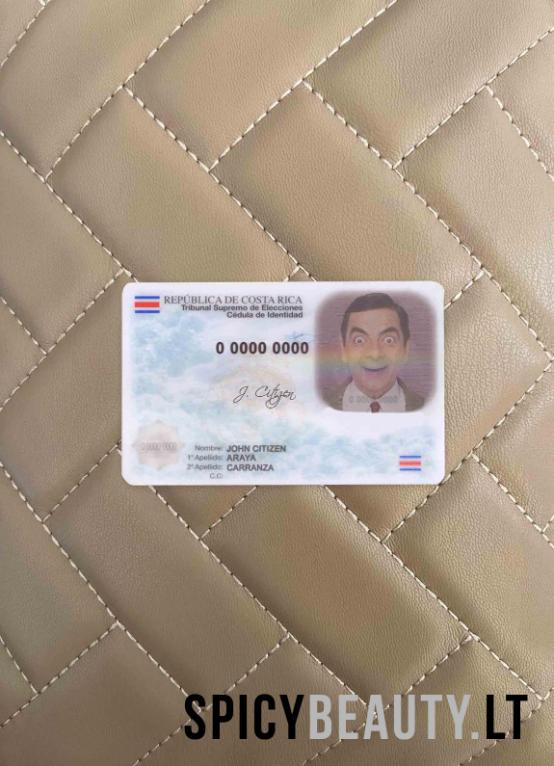 REPÚBLICA DE COSTA RICA
Tribunal Supremo de Elecciones
Cédula de Identidad
0 0000 0000
J. Citizen
Nombre: JOHN CITIZEN
1° Apellido: ARAYA
2° Apellido: CARRANZA
C.C:
SPICYBEAUTY.LT